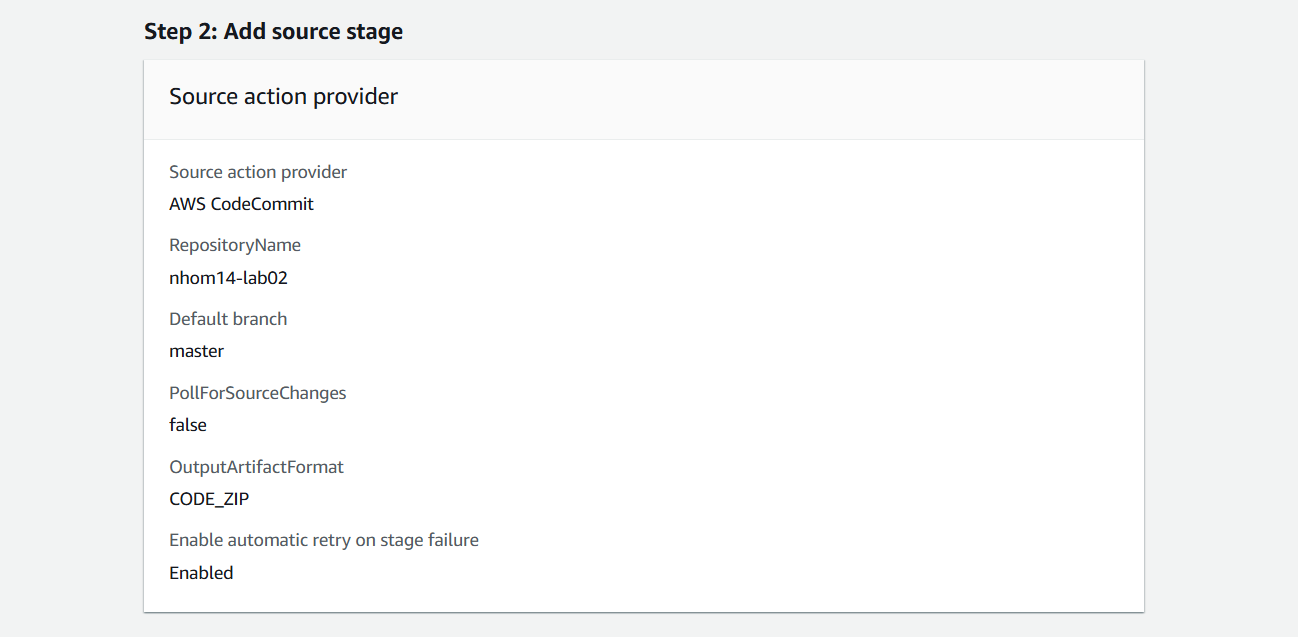 Step 2: Add source stage
Source action provider
Source action provider
AWS CodeCommit
RepositoryName
nhom14-lab02
Default branch
master
PollForSourceChanges
false
OutputArtifactFormat
CODE_ZIP
Enable automatic retry on stage failure
Enabled